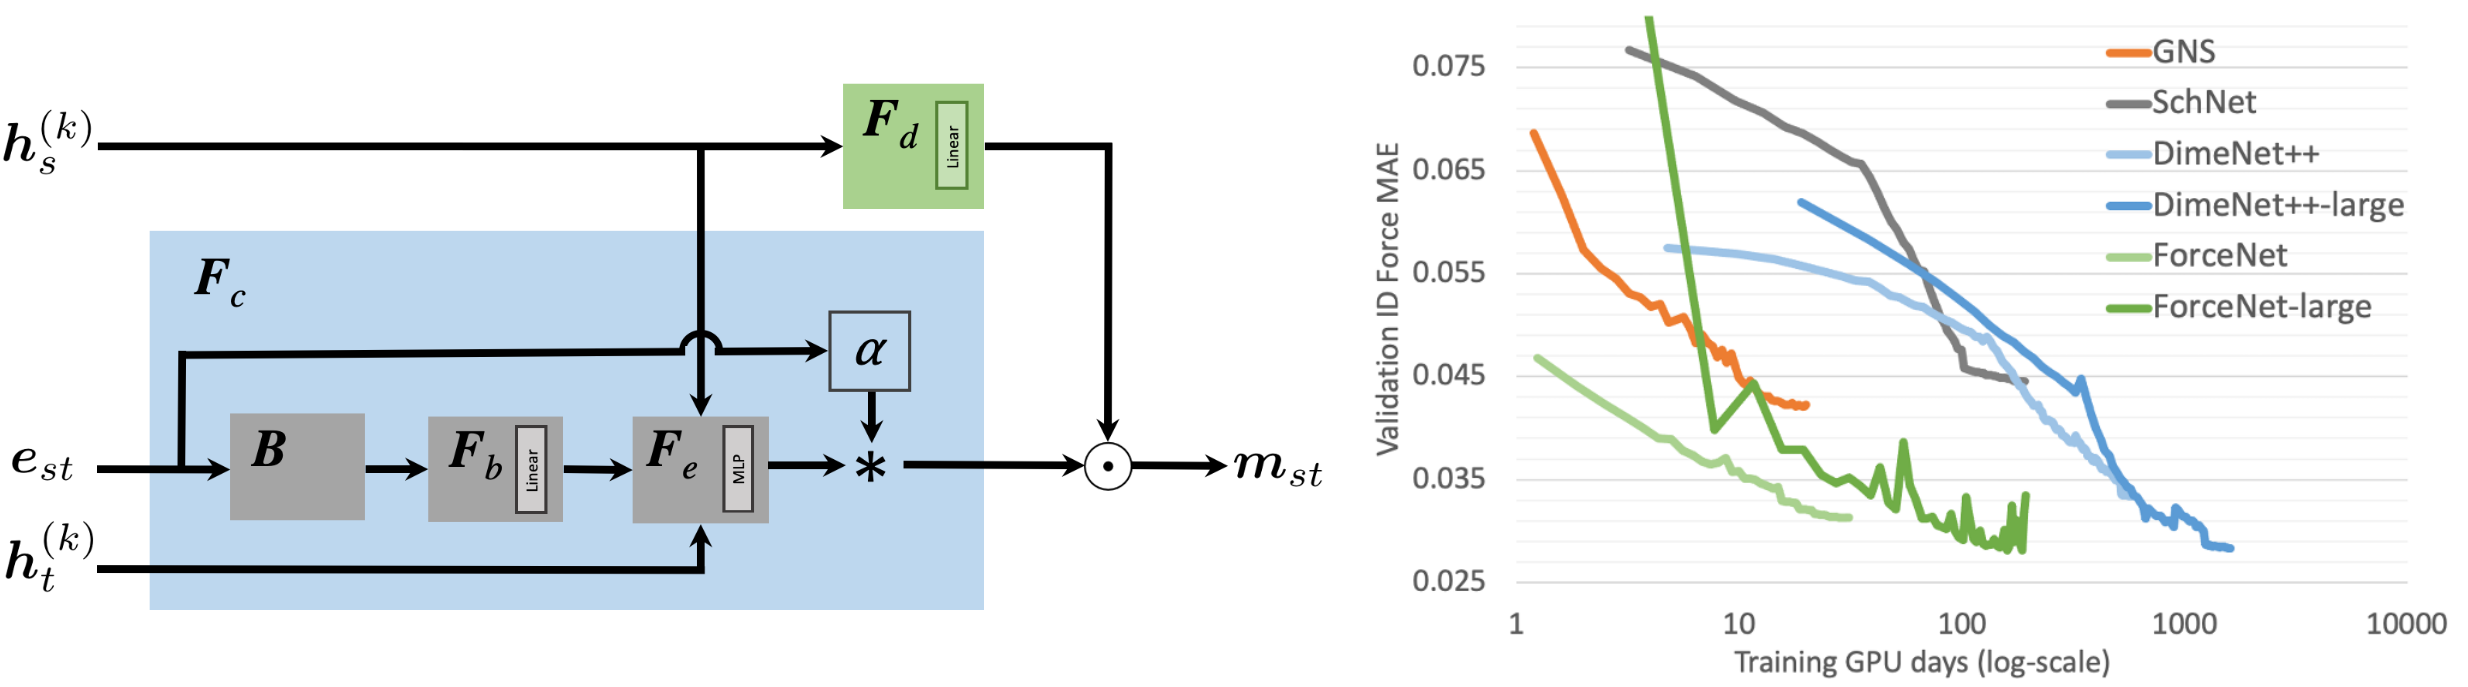 h_s^{(k)}
F_d
Linear
F_c
α
e_{st}
B
F_b
Linear
F_e
MLP
*
m_{st}
h_t^{(k)}
Validation ID Force MAE
0.075
0.065
0.055
0.045
0.035
0.025
1
10
100
1000
10000
Training GPU days (log-scale)
GNS
SchNet
DimeNet++
DimeNet++-large
ForceNet
ForceNet-large